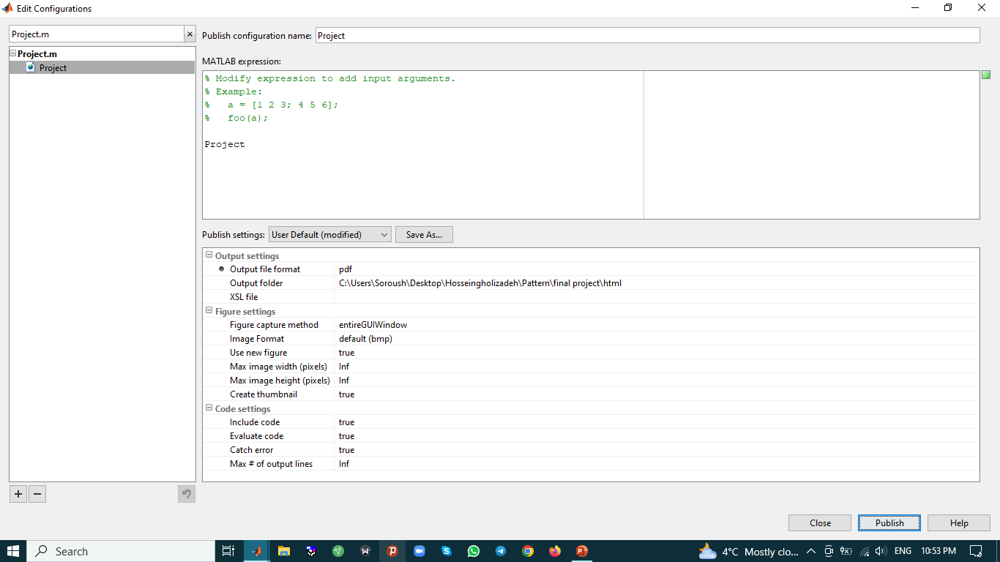 Edit Configurations
Project.m
Project.m
Project
Publish configuration name: Project
MATLAB expression:
% Modify expression to add input arguments.
% Example:
%   a = [1 2 3; 4 5 6];
%   foo(a);
Project
Publish settings: User Default (modified) Save As...
Output settings
Output file format pdf
Output folder C:\Users\Soroush\Desktop\Hosseingholizadeh\Pattern\final project\html
XSL file
Figure settings
Figure capture method entireGUIWindow
Image Format default (bmp)
Use new figure true
Max image width (pixels) Inf
Max image height (pixels) Inf
Create thumbnail true
Code settings
Include code true
Evaluate code true
Catch error true
Max # of output lines Inf
Close Publish Help
Search 4°C Mostly clo... ENG 10:53 PM